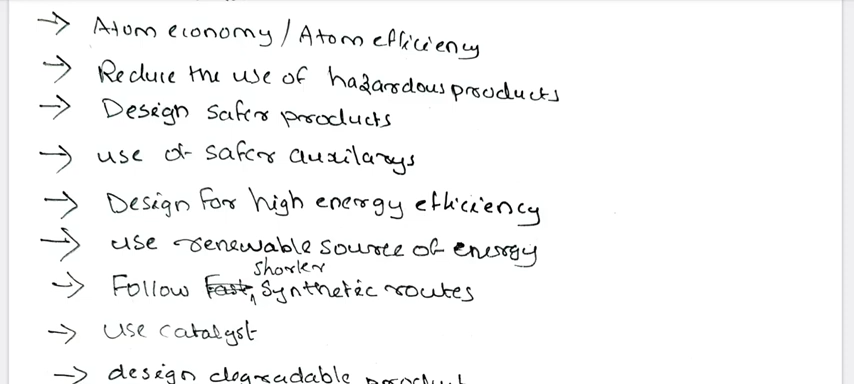 → Atom economy / Atom efficiency
→ Reduce the use of hazardous products
→ Design safer products
→ use of safer auxilarys
→ Design for high energy efficiency
→ use renewable source of energy
→ Follow shorter synthetic routes
→ use catalyst
→ design degradable product